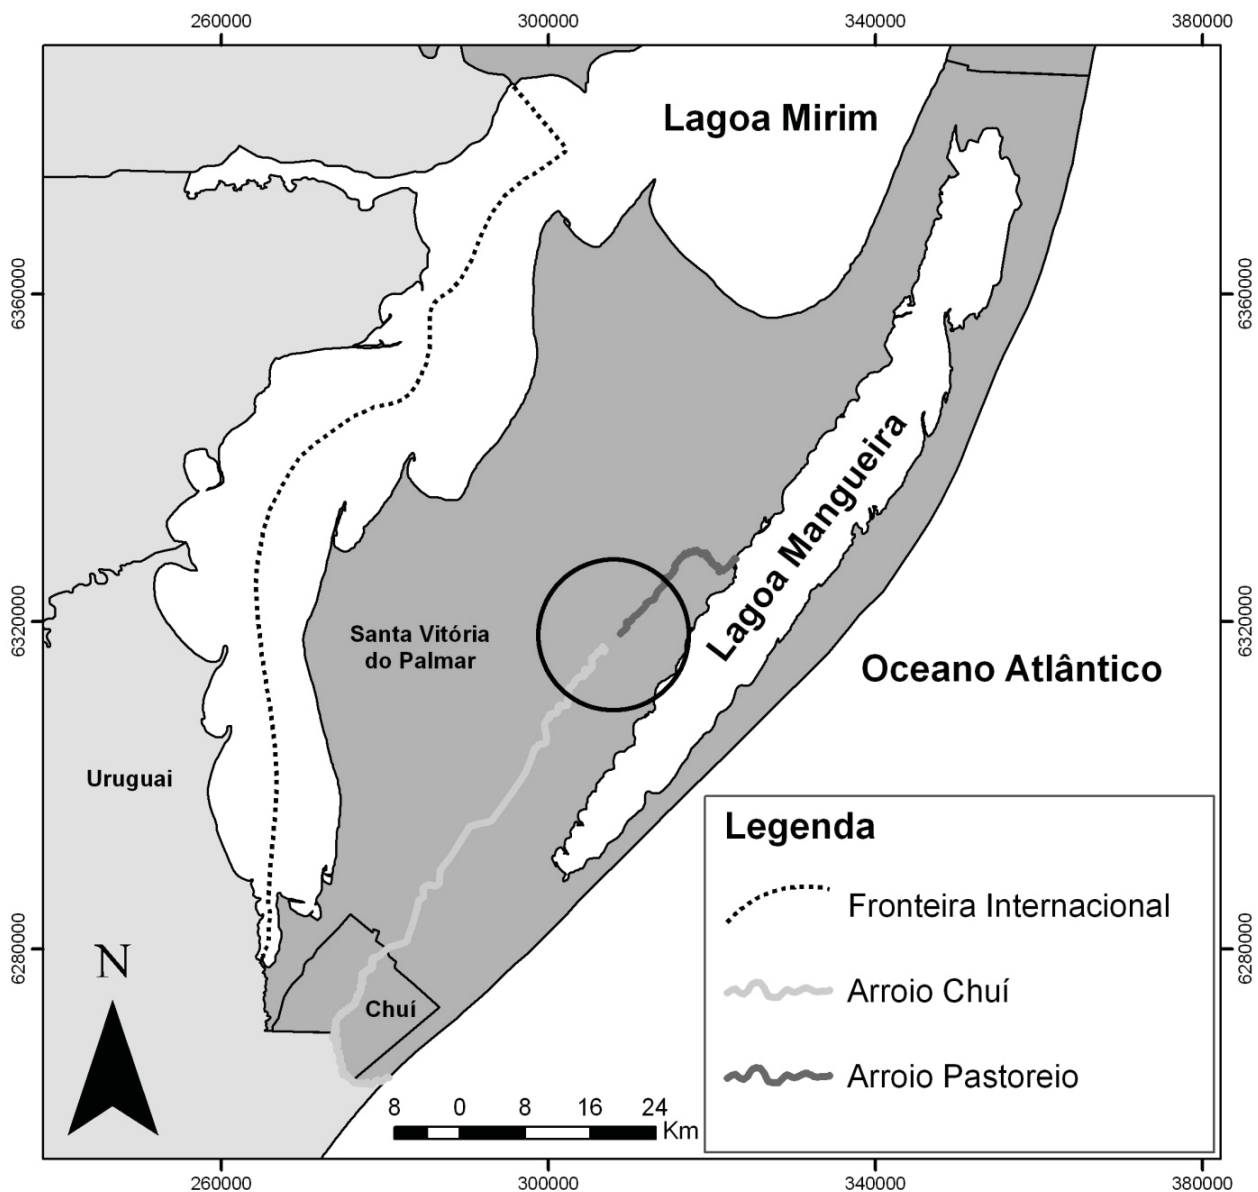 260000
300000
340000
380000
Lagoa Mirim
6360000
6360000
Lagoa Mangueira
6320000
6320000
Santa Vitória
do Palmar
Oceano Atlântico
Uruguai
Legenda
Fronteira Internacional
6280000
6280000
N
Arroio Chuí
Chuí
Arroio Pastoreio
8 0 8 16 24
Km
260000
300000
340000
380000